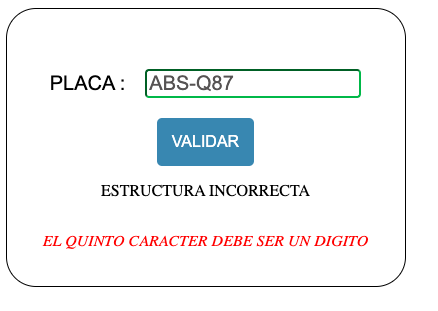 PLACA : ABS-Q87
VALIDAR
ESTRUCTURA INCORRECTA
EL QUINTO CARACTER DEBE SER UN DIGITO